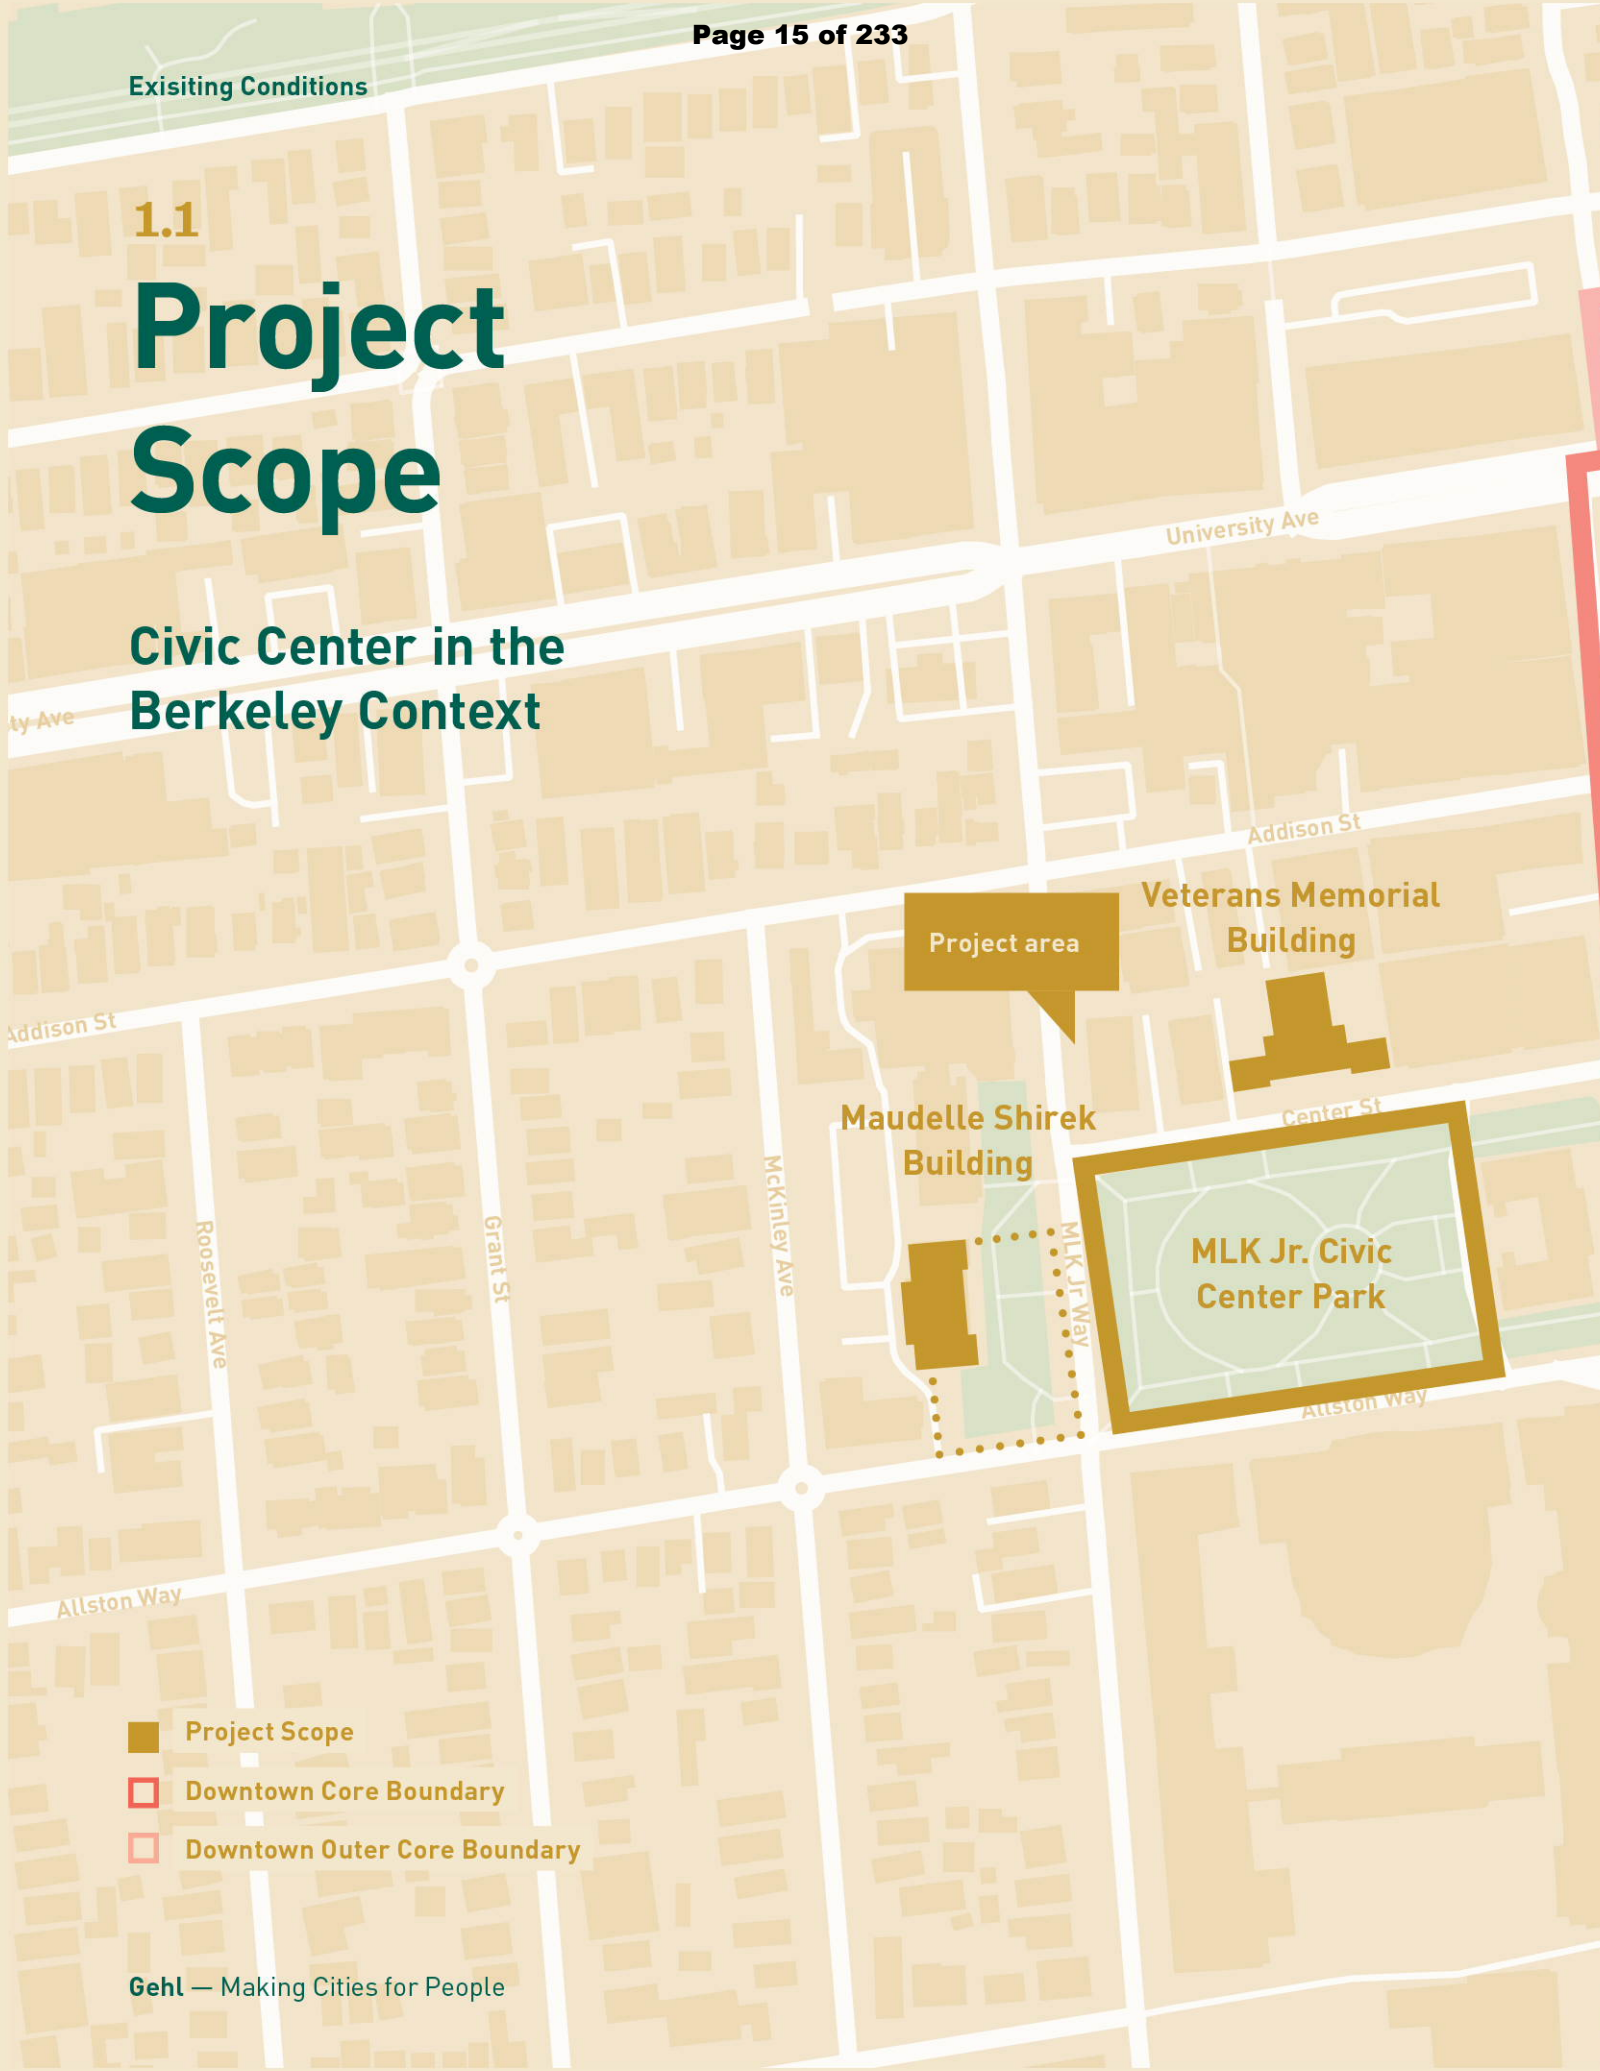 Page 15 of 233
Exisiting Conditions
1.1
Project
Scope
Civic Center in the
Berkeley Context
University Ave
ty Ave
Addison St
Veterans Memorial
Building
Project area
Addison St
Center St
Maudelle Shirek
Building
McKinley Ave
Roosevelt Ave
Grant St
MLK Jr Way
MLK Jr. Civic
Center Park
Allston Way
Allston Way
Project Scope
Downtown Core Boundary
Downtown Outer Core Boundary
Gehl — Making Cities for People